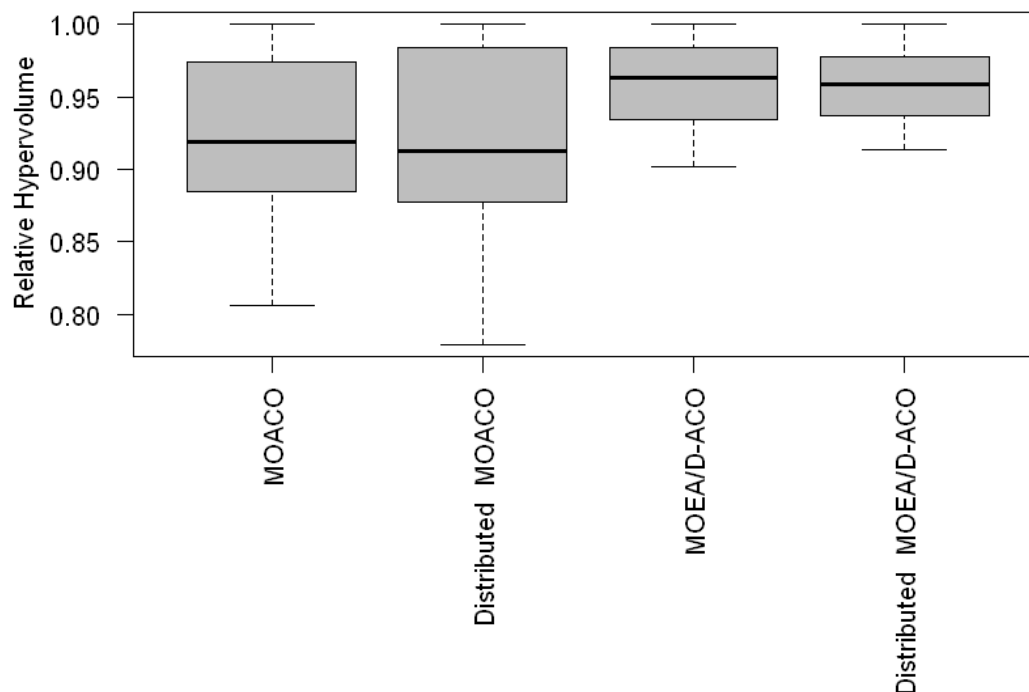 Relative Hypervolume
1.00
0.95
0.90
0.85
0.80
MOACO
Distributed MOACO
MOEA/D-ACO
Distributed MOEA/D-ACO